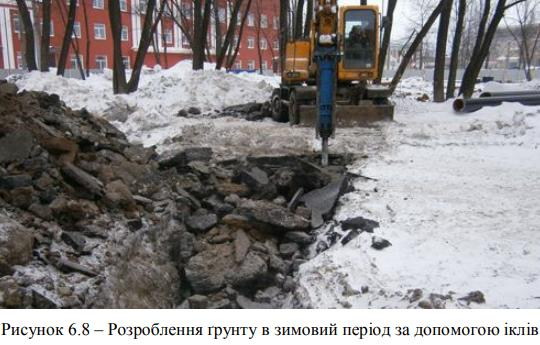 Рисунок 6.8 – Розроблення ґрунту в зимовий період за допомогою іклів